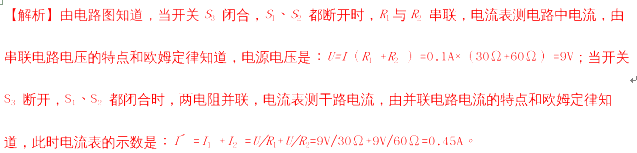 【解析】由电路图知道，当开关 S₃ 闭合，S₁、S₂ 都断开时，R₁与 R₂ 串联，电流表测电路中电流，由
串联电路电压的特点和欧姆定律知道，电源电压是：U=I（R₁ +R₂ ）=0.1A×（30Ω+60Ω）=9V；当开关
S₃ 断开，S₁、S₂ 都闭合时，两电阻并联，电流表测干路电流，由并联电路电流的特点和欧姆定律知
道，此时电流表的示数是：I′ =I₁ +I₂ =U/R₁+U/R₂=9V/30Ω+9V/60Ω=0.45A。